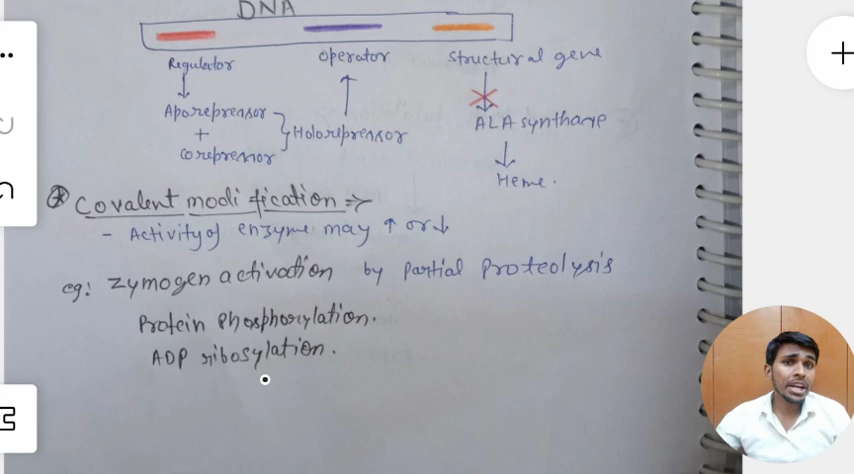 DNA
Regulator operator structural gene
Aporepressor
+
corepressor
Holorepressor
ALA synthase
Heme.
Covalent modification :->
- Activity of enzyme may ↑ or ↓
eg: Zymogen activation by Partial Proteolysis
Protein Phosphorylation.
ADP ribosylation.